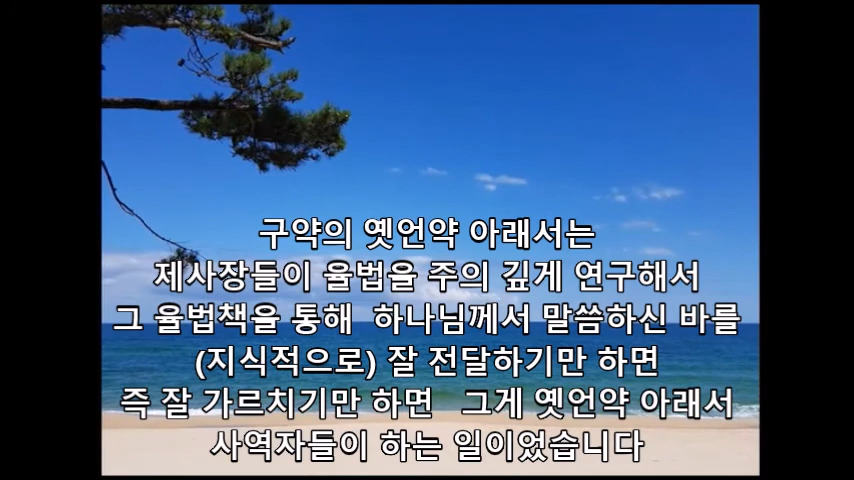 구약의 옛언약 아래서는
제사장들이 율법을 주의 깊게 연구해서
그 율법책을 통해 하나님께서 말씀하신 바를
(지식적으로) 잘 전달하기만 하면
즉 잘 가르치기만 하면 그게 옛언약 아래서
사역자들이 하는 일이었습니다